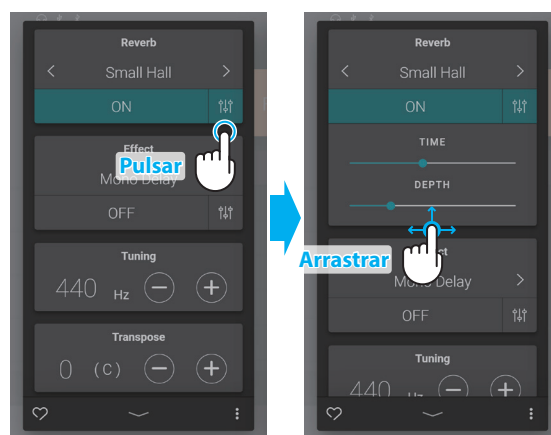 Reverb
Small Hall
ON
Effect
Pulsar
Mono Delay
OFF
Tuning
440 Hz
Transpose
0 (C)
Reverb
Small Hall
ON
TIME
DEPTH
Arrastrar
Mono Delay
OFF
Tuning
440